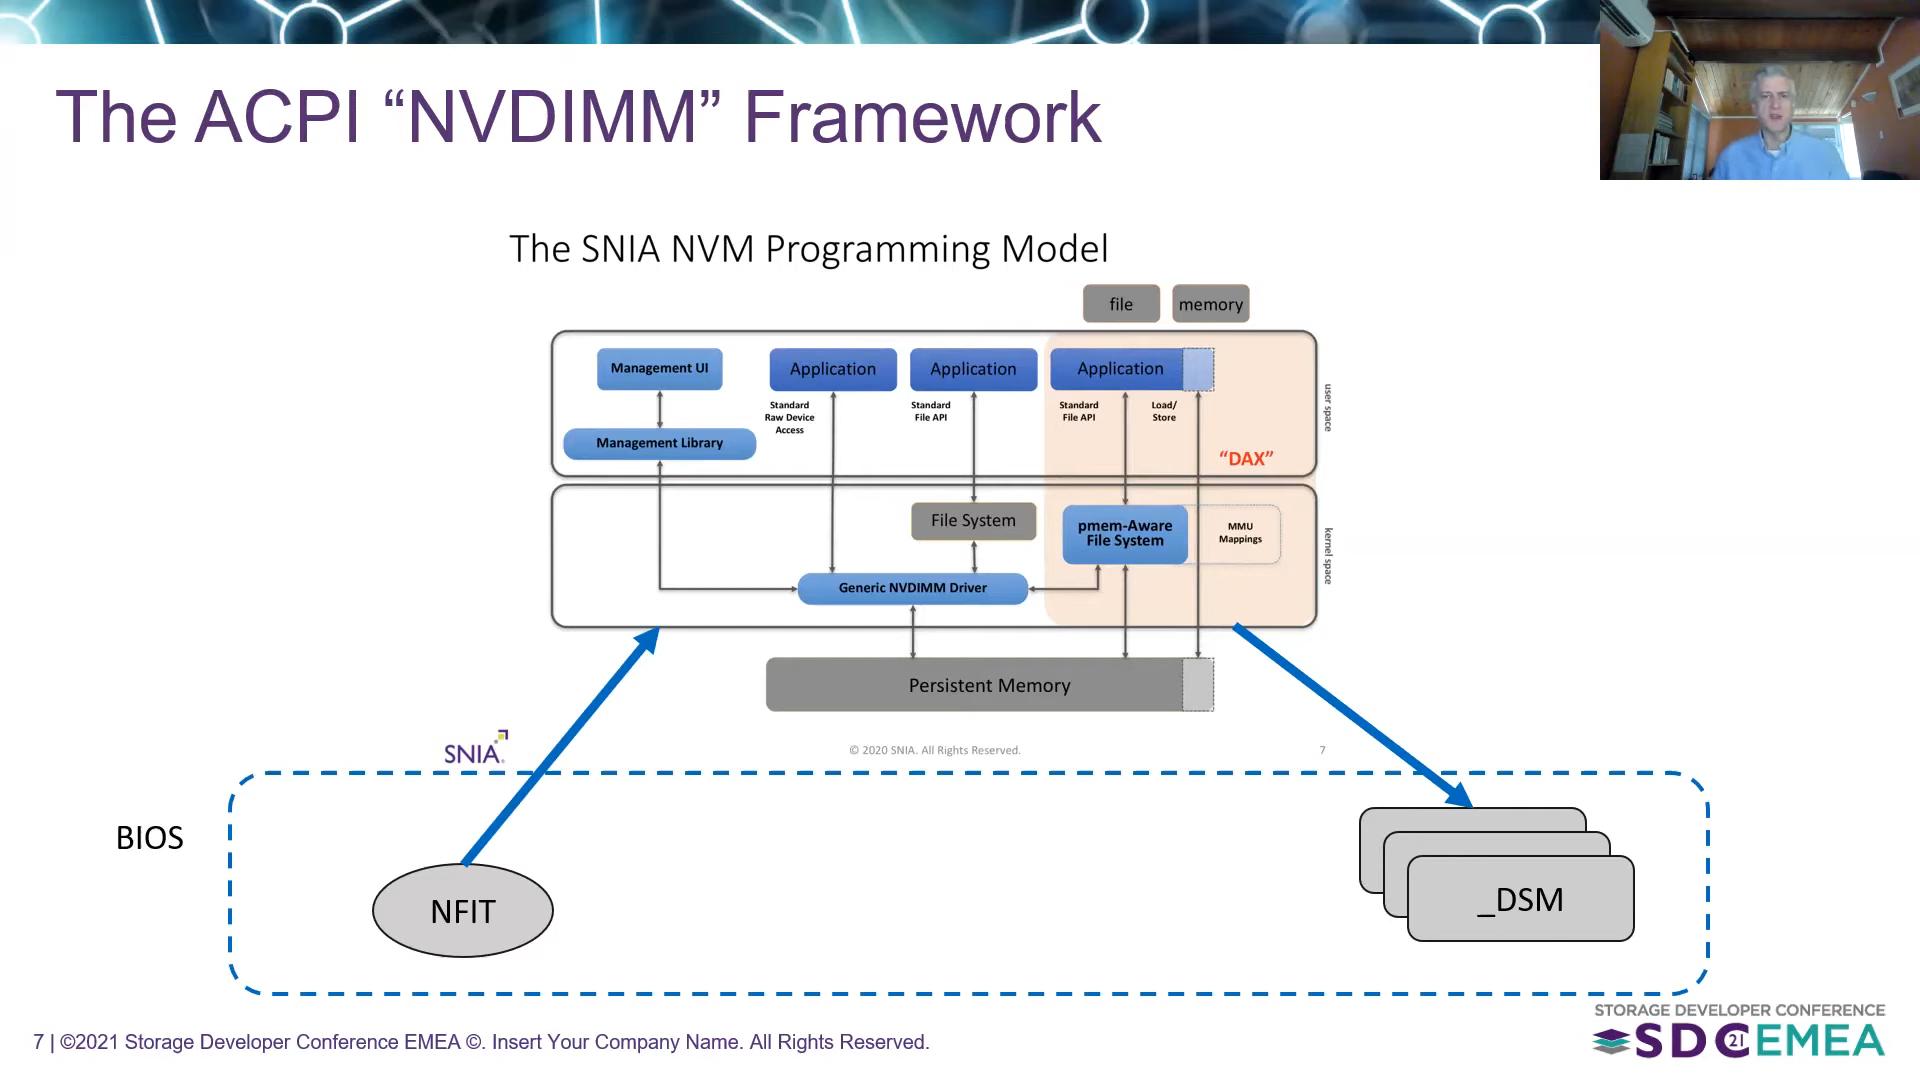 The ACPI “NVDIMM” Framework
The SNIA NVM Programming Model
file
memory
Management UI
Application
Application
Application
Standard
Raw Device
Access
Standard
File API
Standard
File API
Load/
Store
user space
Management Library
“DAX”
File System
pmem-Aware
File System
MMU
Mappings
kernel space
Generic NVDIMM Driver
Persistent Memory
SNIA
© 2020 SNIA. All Rights Reserved.
7
BIOS
NFIT
_DSM
STORAGE DEVELOPER CONFERENCE
SDC 21 EMEA
7 | ©2021 Storage Developer Conference EMEA ©. Insert Your Company Name. All Rights Reserved.